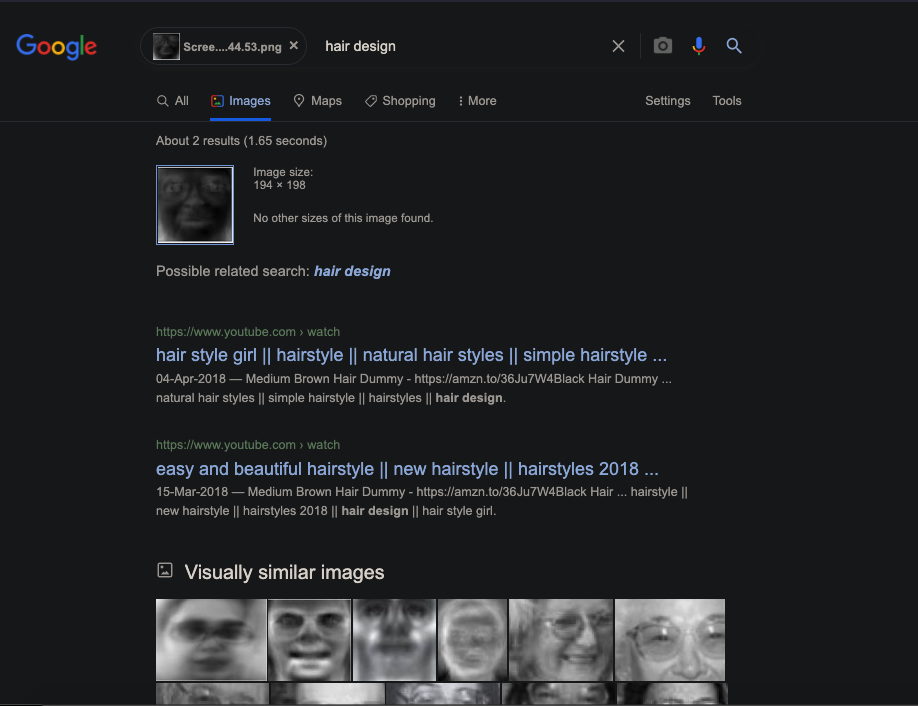 Google
Scree....44.53.png × hair design
All Images Maps Shopping More Settings Tools
About 2 results (1.65 seconds)
Image size:
194 × 198
No other sizes of this image found.
Possible related search: hair design
https://www.youtube.com › watch
hair style girl || hairstyle || natural hair styles || simple hairstyle ...
04-Apr-2018 — Medium Brown Hair Dummy - https://amzn.to/36Ju7W4Black Hair Dummy ...
natural hair styles || simple hairstyle || hairstyles || hair design.
https://www.youtube.com › watch
easy and beautiful hairstyle || new hairstyle || hairstyles 2018 ...
15-Mar-2018 — Medium Brown Hair Dummy - https://amzn.to/36Ju7W4Black Hair ... hairstyle ||
new hairstyle || hairstyles 2018 || hair design || hair style girl.
Visually similar images